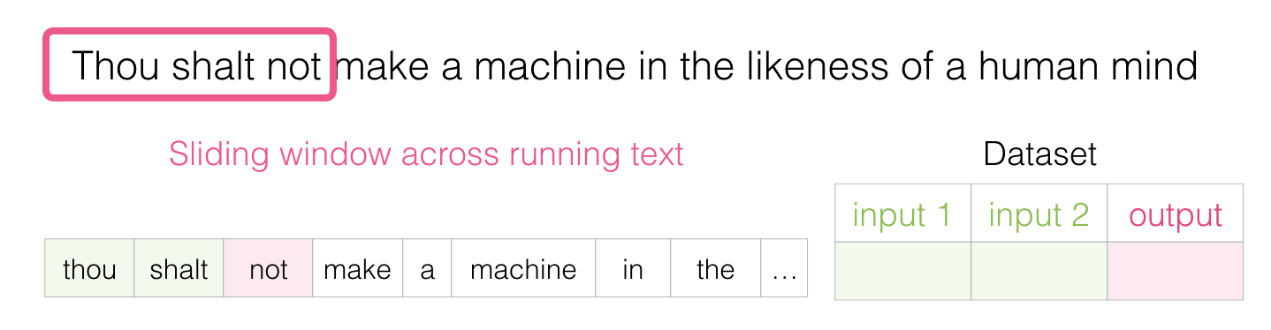 Thou shalt not make a machine in the likeness of a human mind
Sliding window across running text
Dataset
input 1 input 2 output
thou shalt not make a machine in the ...